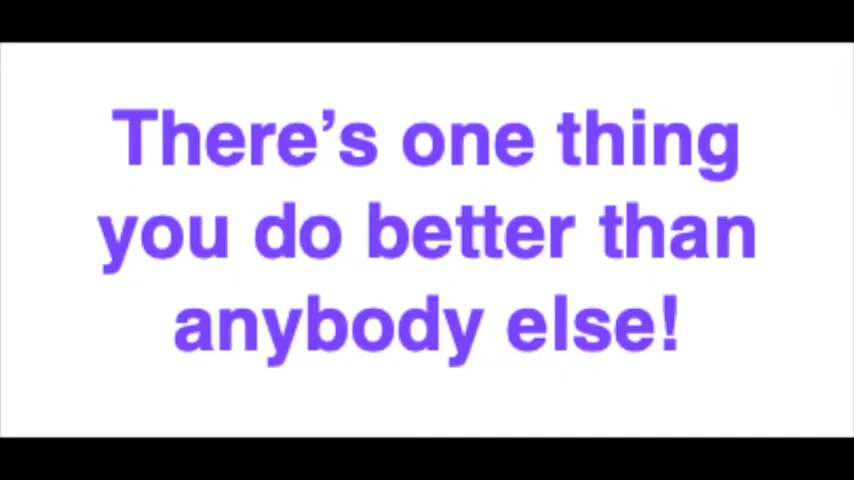 There’s one thing
you do better than
anybody else!